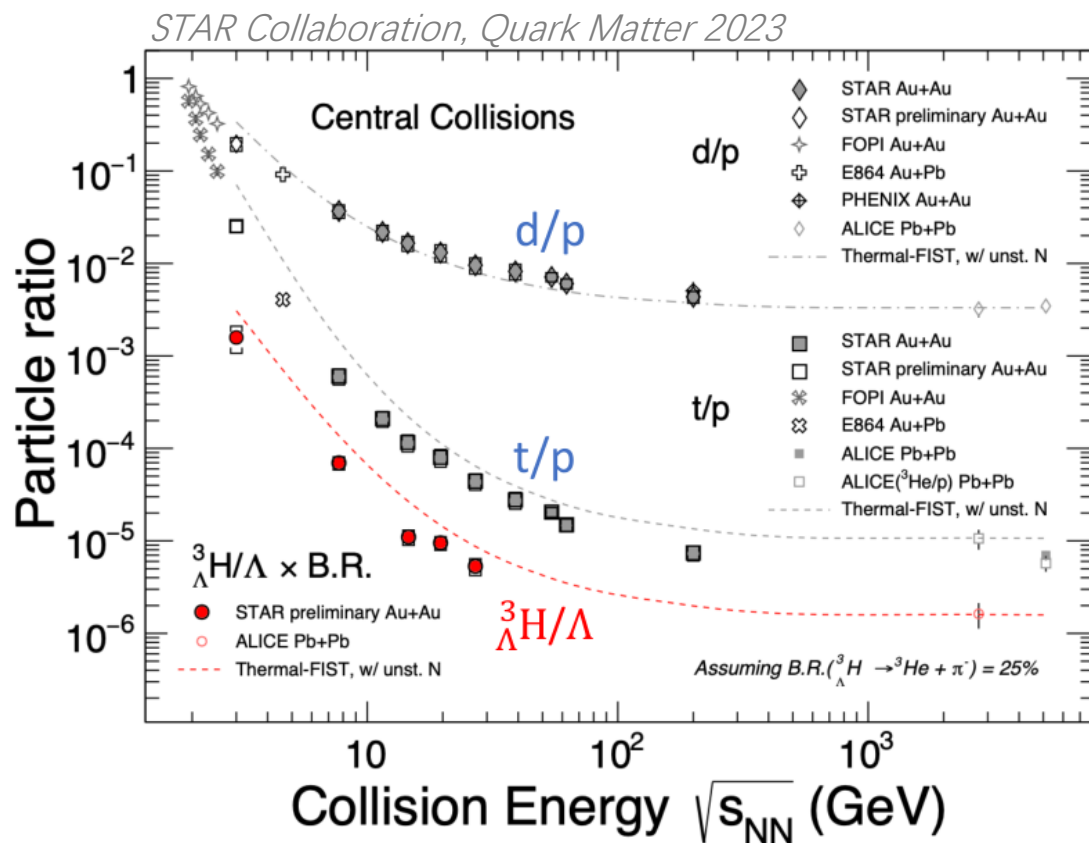 STAR Collaboration, Quark Matter 2023
1
10⁻¹
10⁻²
10⁻³
10⁻⁴
10⁻⁵
10⁻⁶
Particle ratio
Central Collisions
d/p
STAR Au+Au
STAR preliminary Au+Au
FOPI Au+Au
E864 Au+Pb
PHENIX Au+Au
ALICE Pb+Pb
Thermal-FIST, w/ unst. N
d/p
t/p
STAR Au+Au
STAR preliminary Au+Au
FOPI Au+Au
E864 Au+Pb
ALICE Pb+Pb
ALICE(³He/p) Pb+Pb
Thermal-FIST, w/ unst. N
t/p
³ΛH/Λ × B.R.
STAR preliminary Au+Au
ALICE Pb+Pb
Thermal-FIST, w/ unst. N
³ΛH/Λ
Assuming B.R.(³ΛH →³He + π⁻) = 25%
10 10² 10³
Collision Energy √sNN (GeV)